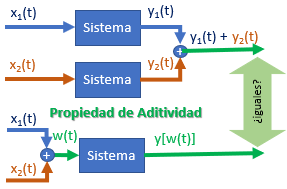 x₁(t) Sistema y₁(t)
y₁(t) + y₂(t)
x₂(t) Sistema y₂(t)
¿iguales?
Propiedad de Aditividad
x₁(t) w(t) Sistema y[w(t)]
x₂(t)